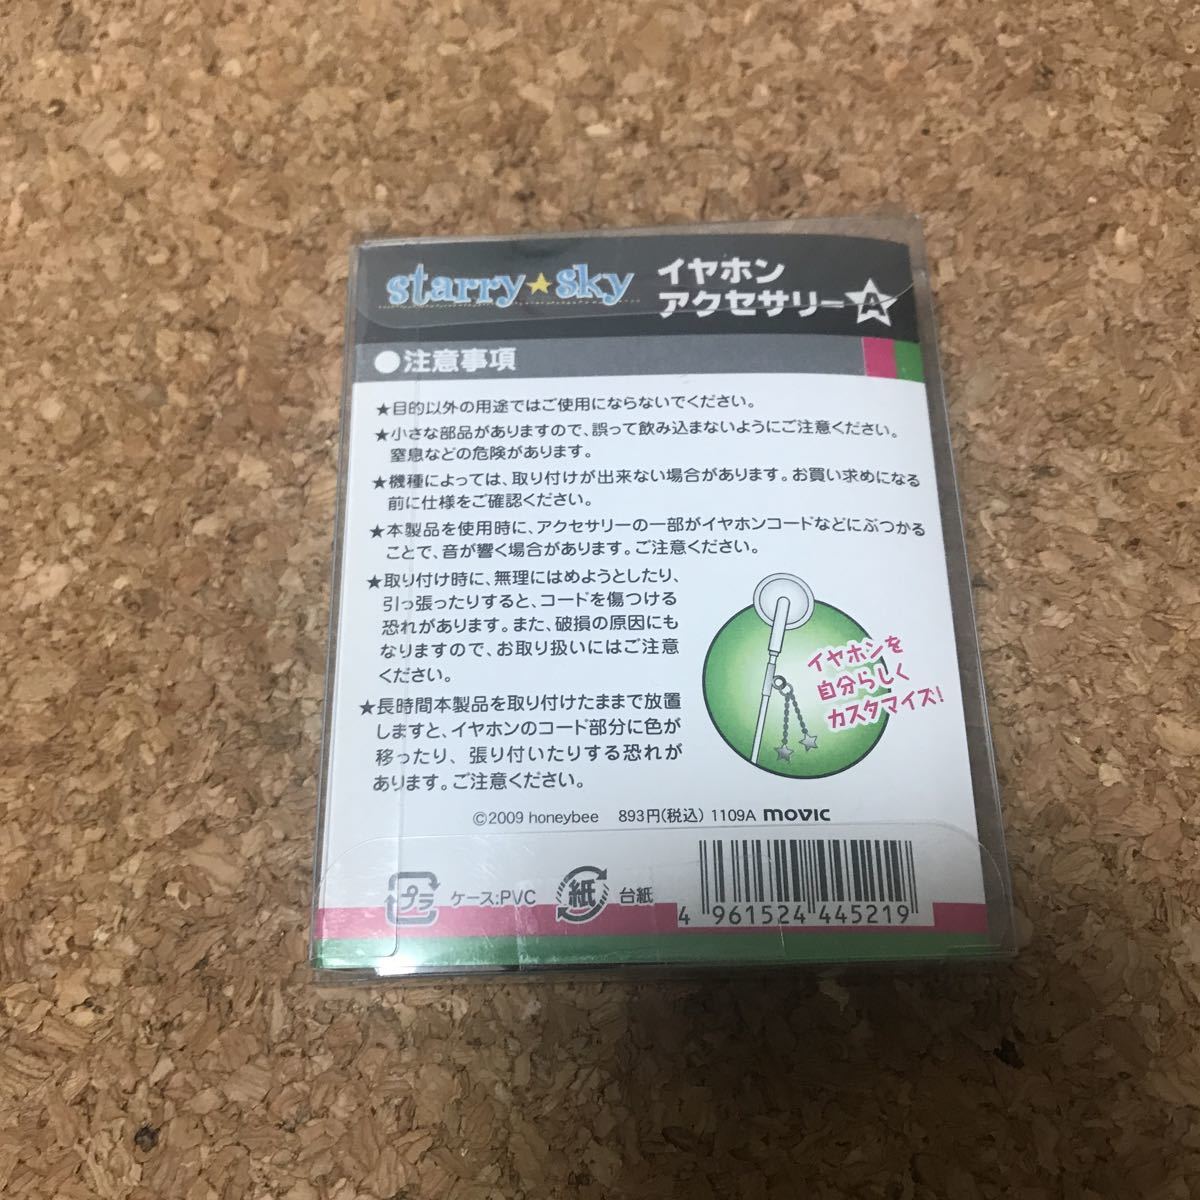 starry★sky イヤホン
アクセサリー A
●注意事項
★目的以外の用途ではご使用にならないでください。
★小さな部品がありますので、誤って飲み込まないようにご注意ください。
窒息などの危険があります。
★機種によっては、取り付けが出来ない場合があります。お買い求めになる
前に仕様をご確認ください。
★本製品を使用時に、アクセサリーの一部がイヤホンコードなどにぶつかる
ことで、音が響く場合があります。ご注意ください。
★取り付け時に、無理にはめようとしたり、
引っ張ったりすると、コードを傷つける
恐れがあります。また、破損の原因にも
なりますので、お取り扱いにはご注意
ください。
★長時間本製品を取り付けたままで放置
しますと、イヤホンのコード部分に色が
移ったり、張り付いたりする恐れが
あります。ご注意ください。
イヤホンを
自分らしく
カスタマイズ!
©2009 honeybee 893円(税込) 1109A movic
プラ ケース:PVC 紙 台紙
4 961524 445219